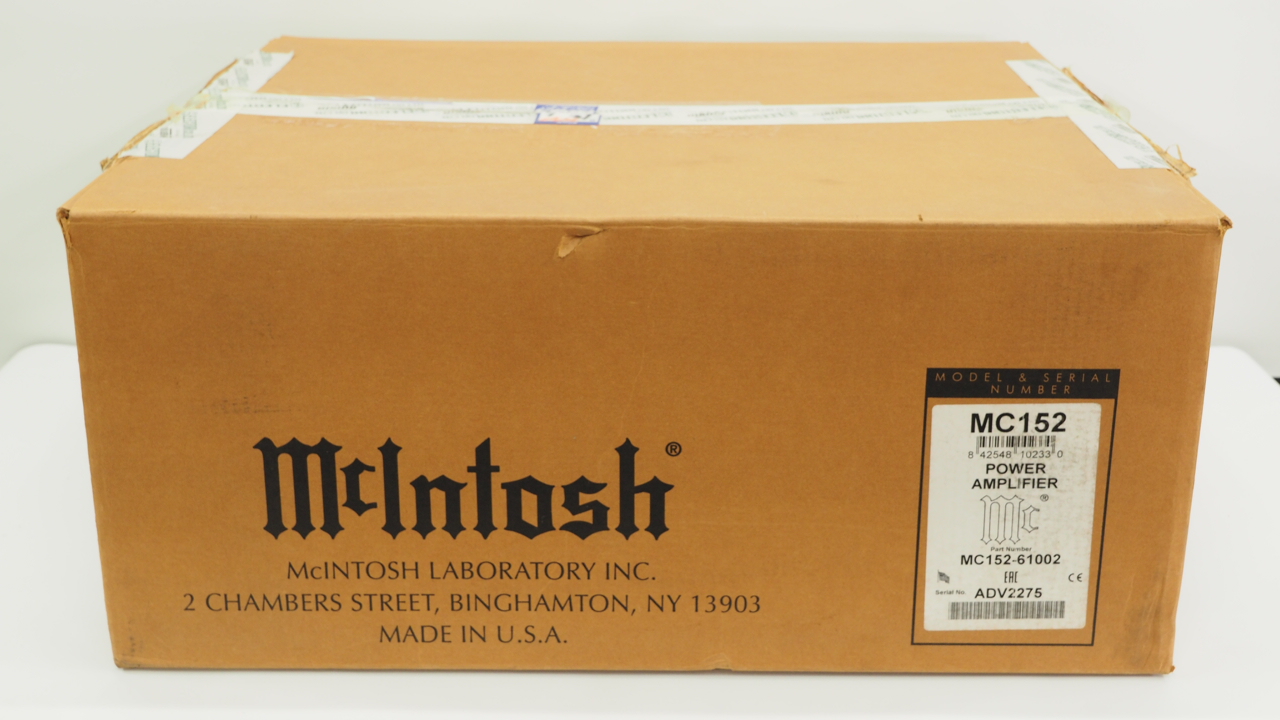 McIntosh®
McINTOSH LABORATORY INC.
2 CHAMBERS STREET, BINGHAMTON, NY 13903
MADE IN U.S.A.
MODEL & SERIAL
NUMBER
MC152
8 42548 10233 0
POWER
AMPLIFIER
Mc®
Part Number
MC152-61002
EAC CE
Serial No. ADV2275